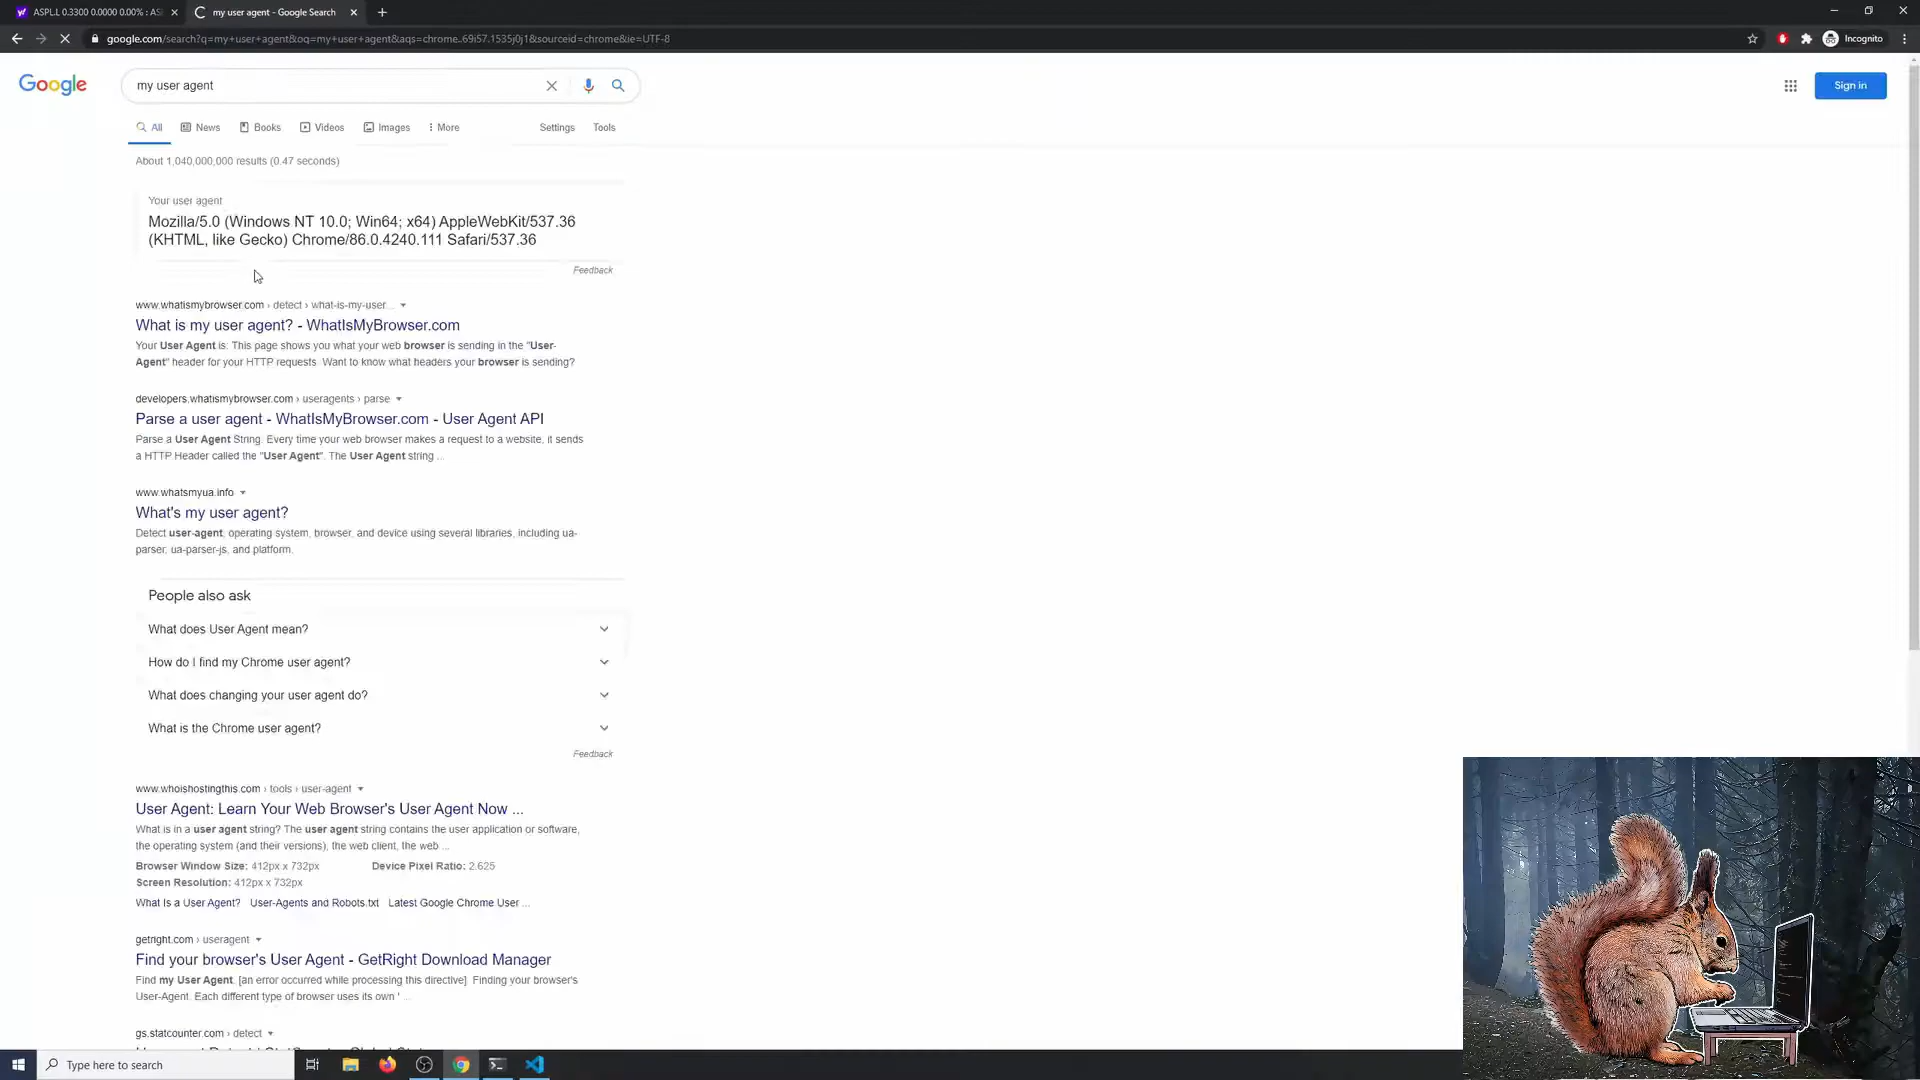 ASPL.L 0.3300 0.0000 0.00% : AS
my user agent - Google Search
google.com/search?q=my+user+agent&oq=my+user+agent&aqs=chrome..69i57.1535j0j1&sourceid=chrome&ie=UTF-8
Incognito
Google
my user agent
Sign in
All
News
Books
Videos
Images
More
Settings
Tools
About 1,040,000,000 results (0.47 seconds)
Your user agent
Mozilla/5.0 (Windows NT 10.0; Win64; x64) AppleWebKit/537.36
(KHTML, like Gecko) Chrome/86.0.4240.111 Safari/537.36
Feedback
www.whatismybrowser.com › detect › what-is-my-user...
What is my user agent? - WhatIsMyBrowser.com
Your User Agent is: This page shows you what your web browser is sending in the "User-
Agent" header for your HTTP requests. Want to know what headers your browser is sending?
developers.whatismybrowser.com › useragents › parse
Parse a user agent - WhatIsMyBrowser.com - User Agent API
Parse a User Agent String. Every time your web browser makes a request to a website, it sends
a HTTP Header called the "User Agent". The User Agent string ...
www.whatsmyua.info
What's my user agent?
Detect user-agent, operating system, browser, and device using several libraries, including ua-
parser, ua-parser-js, and platform.
People also ask
What does User Agent mean?
How do I find my Chrome user agent?
What does changing your user agent do?
What is the Chrome user agent?
Feedback
www.whoishostingthis.com › tools › user-agent
User Agent: Learn Your Web Browser's User Agent Now ...
What is in a user agent string? The user agent string contains the user application or software,
the operating system (and their versions), the web client, the web ...
Browser Window Size: 412px x 732px
Device Pixel Ratio: 2.625
Screen Resolution: 412px x 732px
What Is a User Agent?
User-Agents and Robots.txt
Latest Google Chrome User ...
getright.com › useragent
Find your browser's User Agent - GetRight Download Manager
Find my User Agent. [an error occurred while processing this directive] Finding your browser's
User-Agent. Each different type of browser uses its own ' ...
gs.statcounter.com › detect
Type here to search